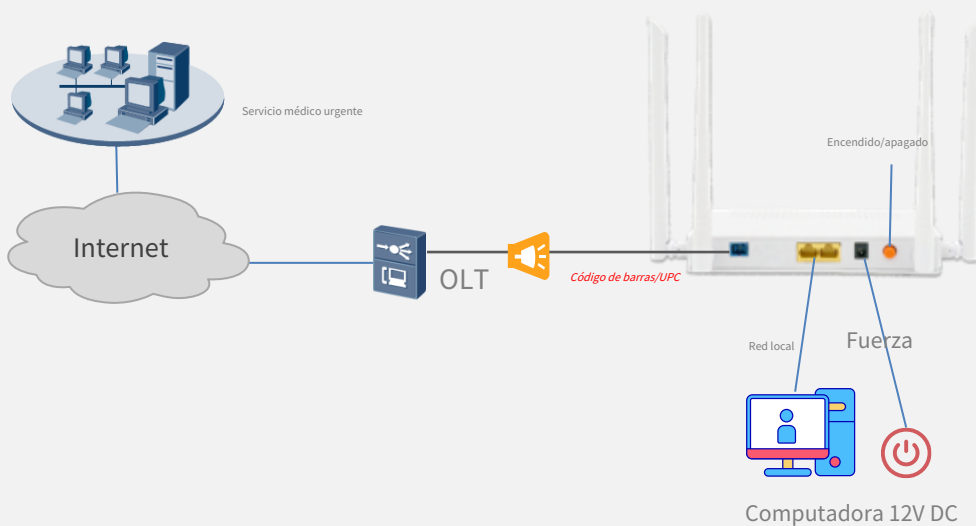 Servicio médico urgente
Encendido/apagado
Internet
OLT
Código de barras/UPC
Red local
Fuerza
Computadora 12V DC